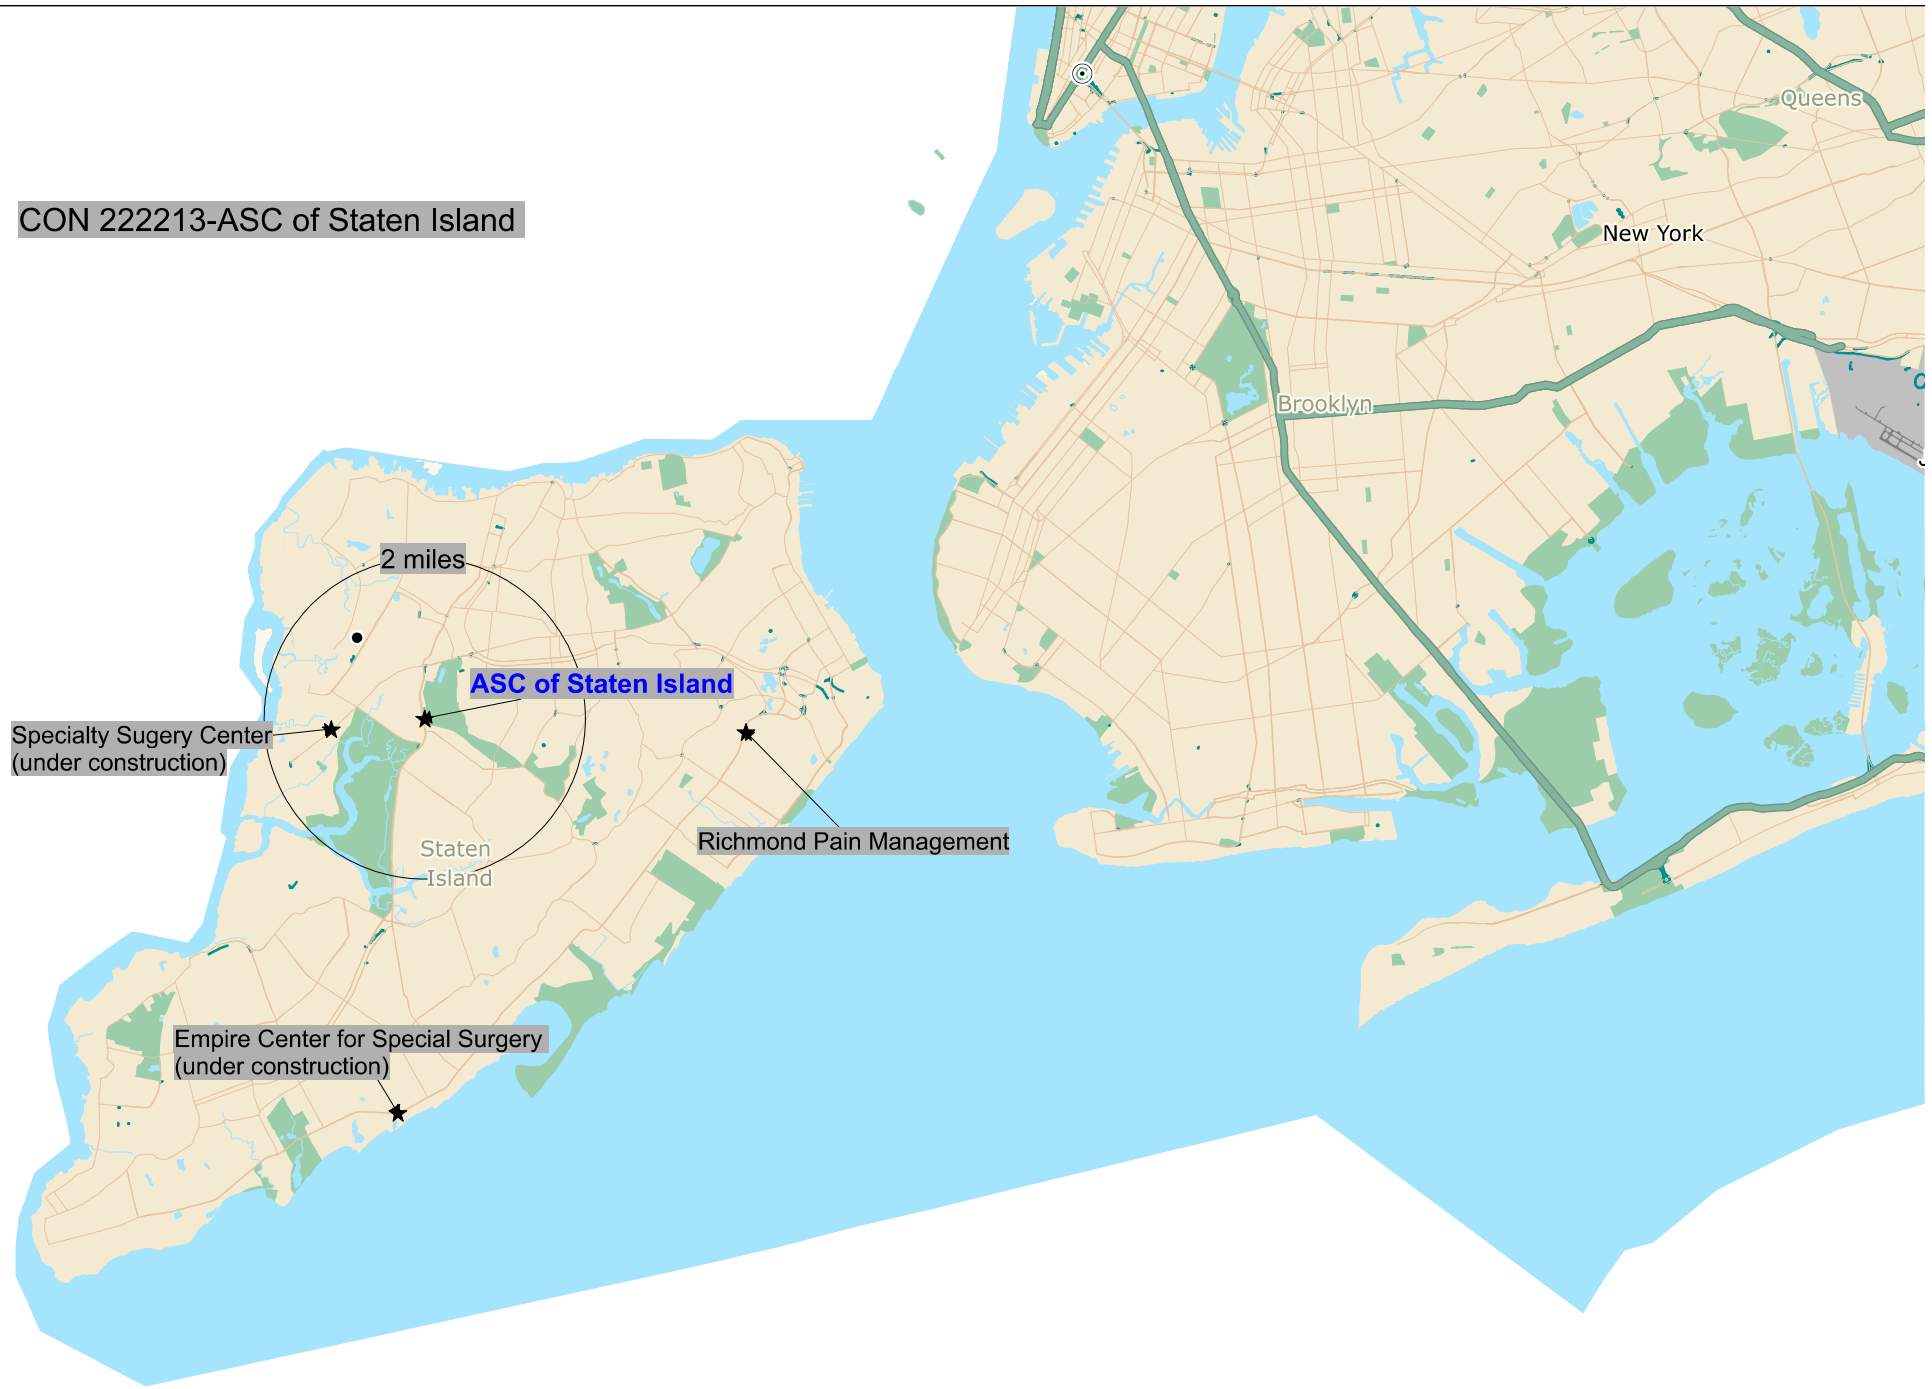 Queens
CON 222213-ASC of Staten Island
New York
Brooklyn
2 miles
ASC of Staten Island
Specialty Sugery Center
(under construction)
Richmond Pain Management
Staten
Island
Empire Center for Special Surgery
(under construction)